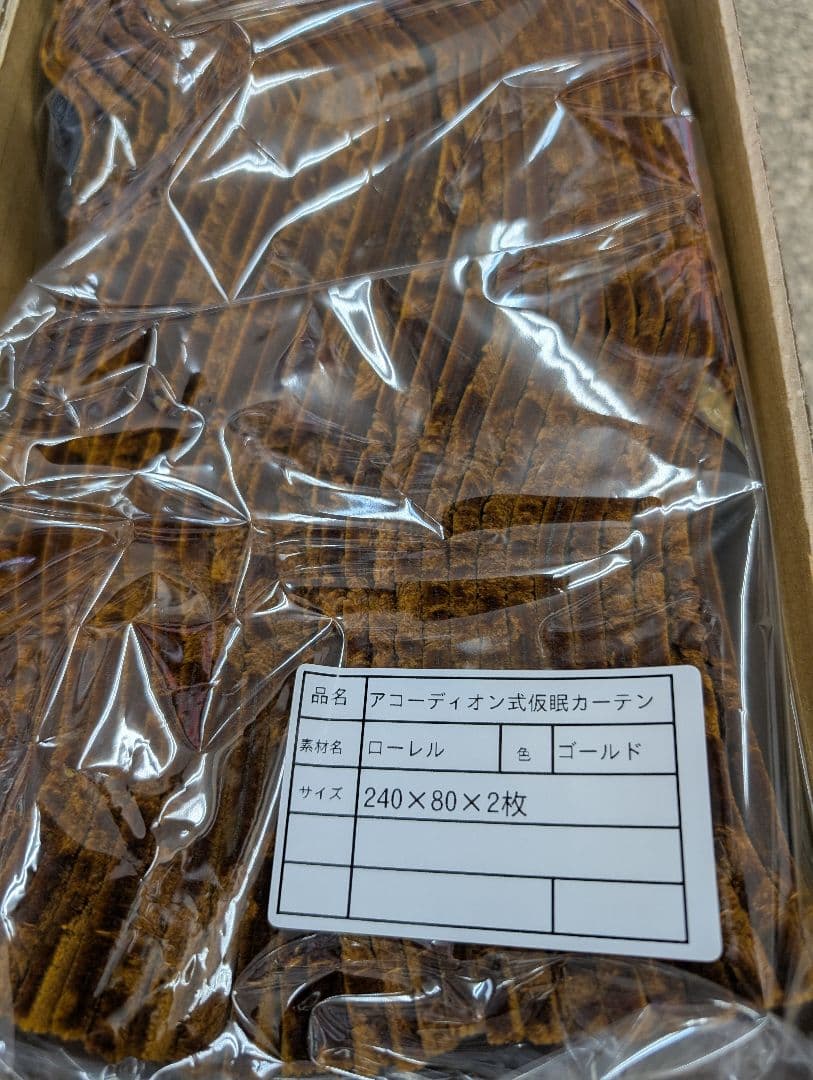 品名 アコーディオン式仮眠カーテン
素材名 ローレル 色 ゴールド
サイズ 240×80×2枚